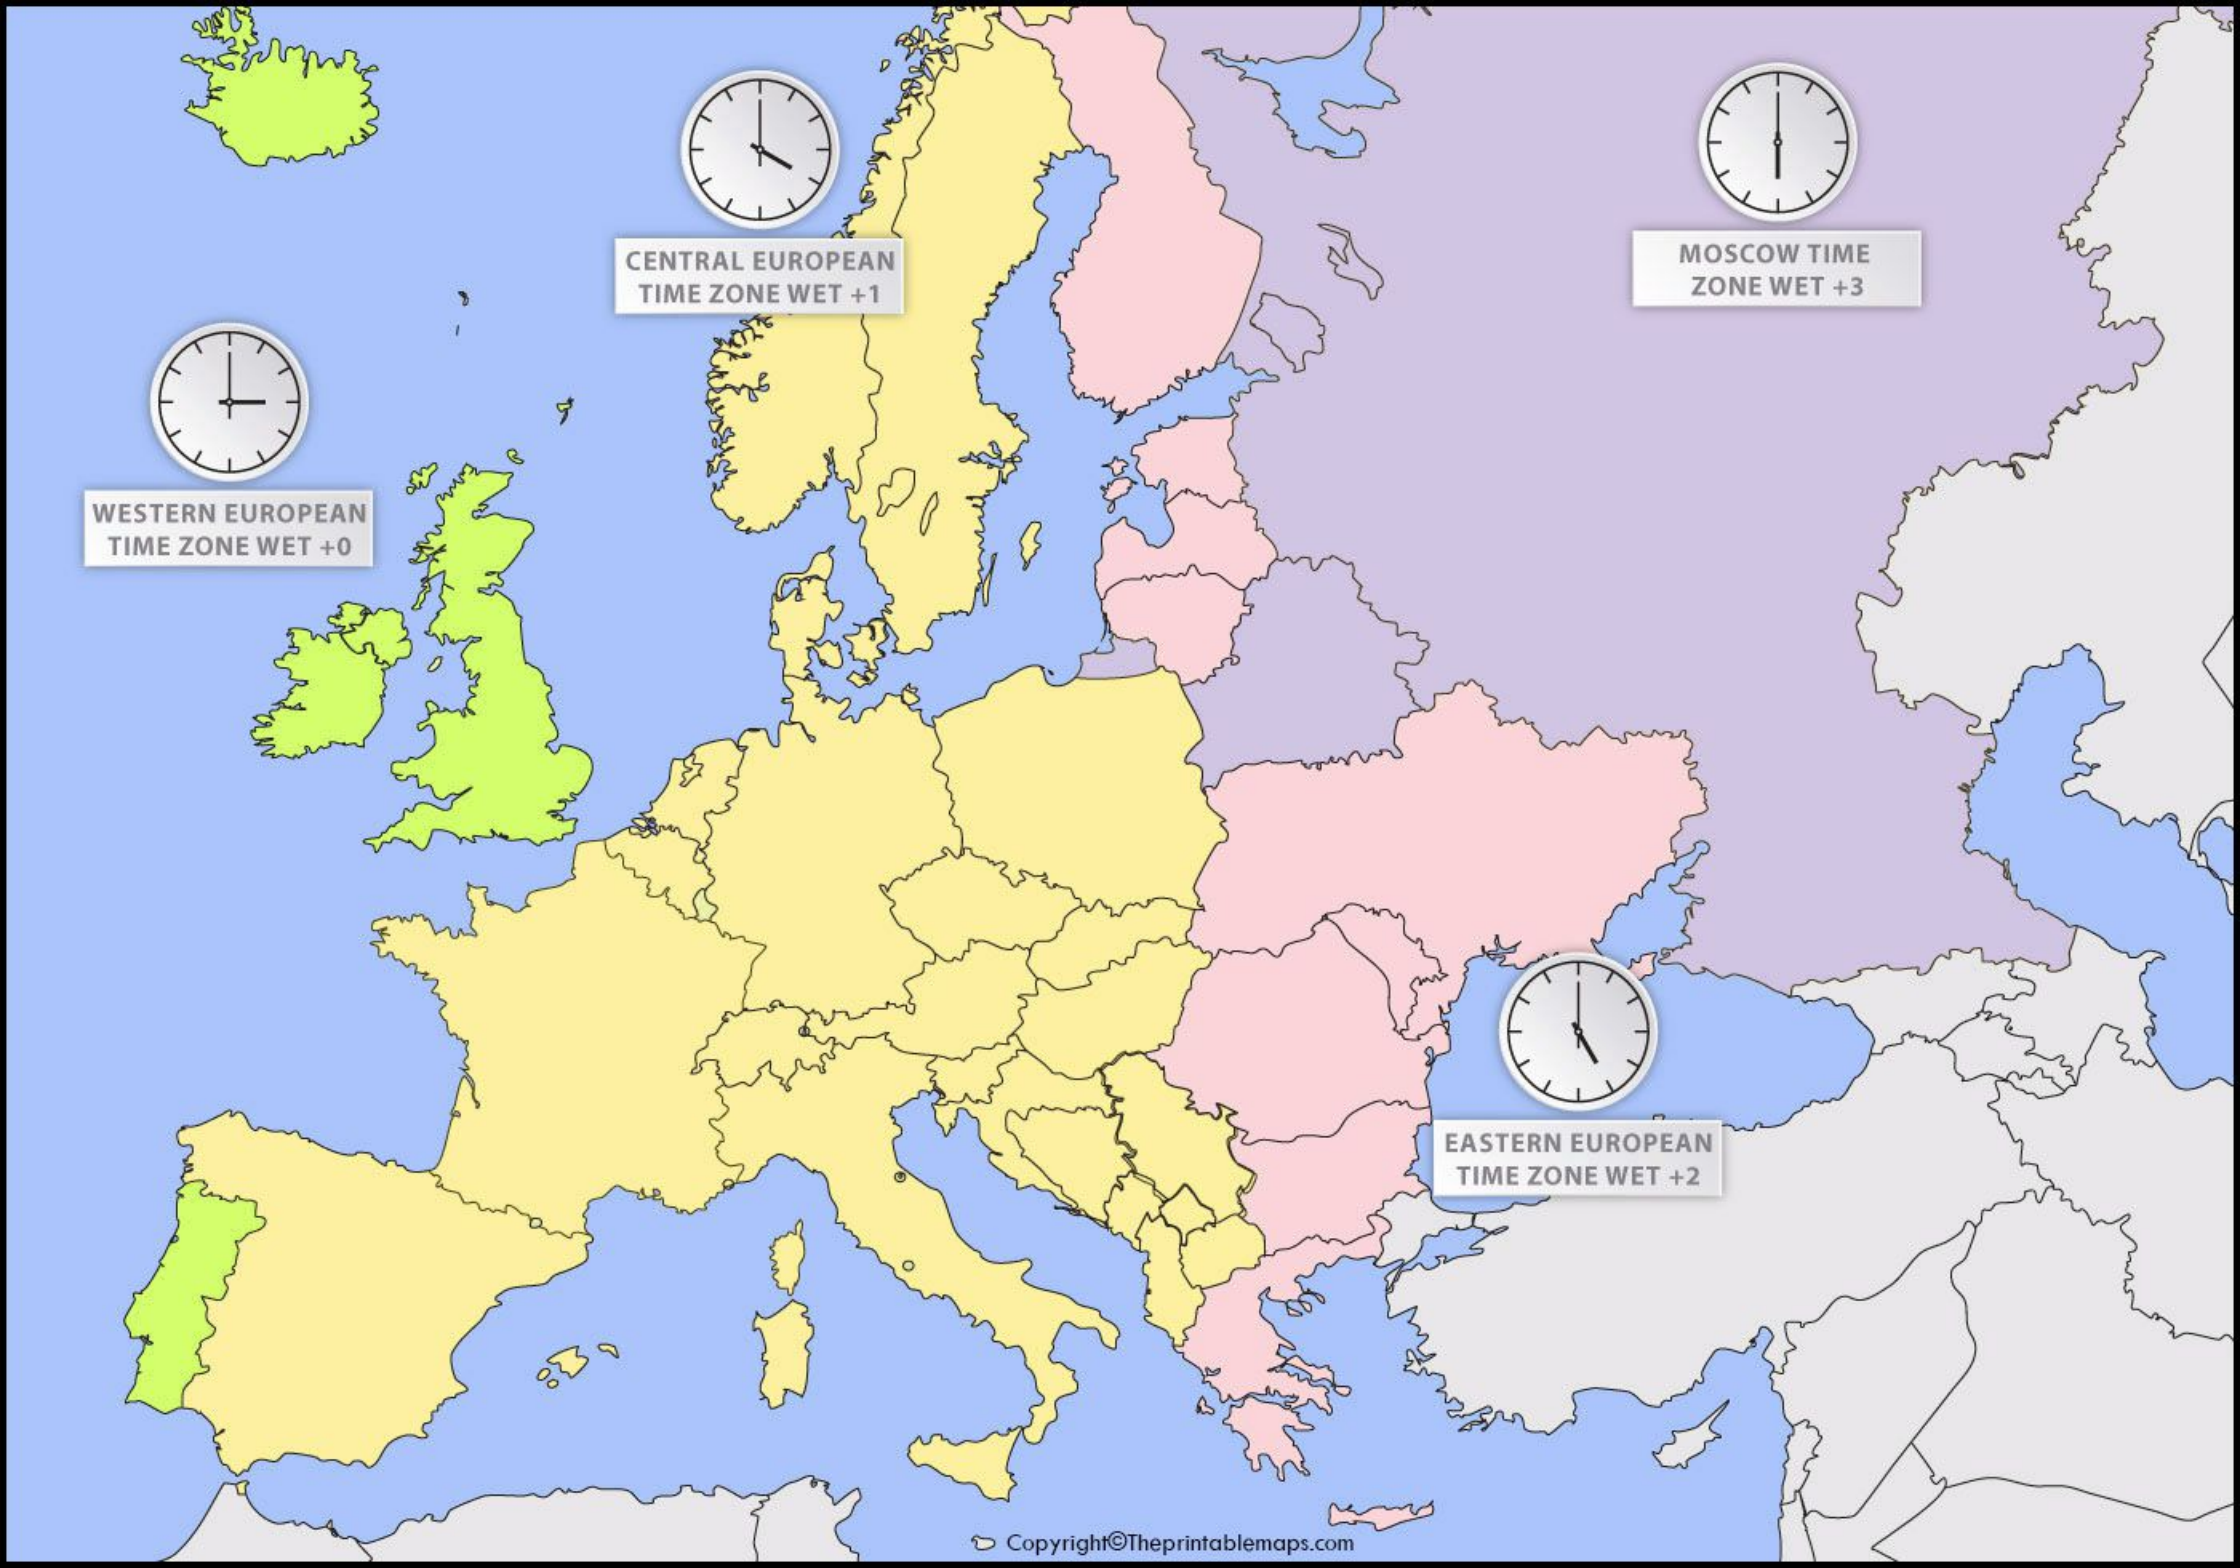 CENTRAL EUROPEAN
TIME ZONE WET +1
MOSCOW TIME
ZONE WET +3
WESTERN EUROPEAN
TIME ZONE WET +0
EASTERN EUROPEAN
TIME ZONE WET +2
Copyright©Theprintablemaps.com